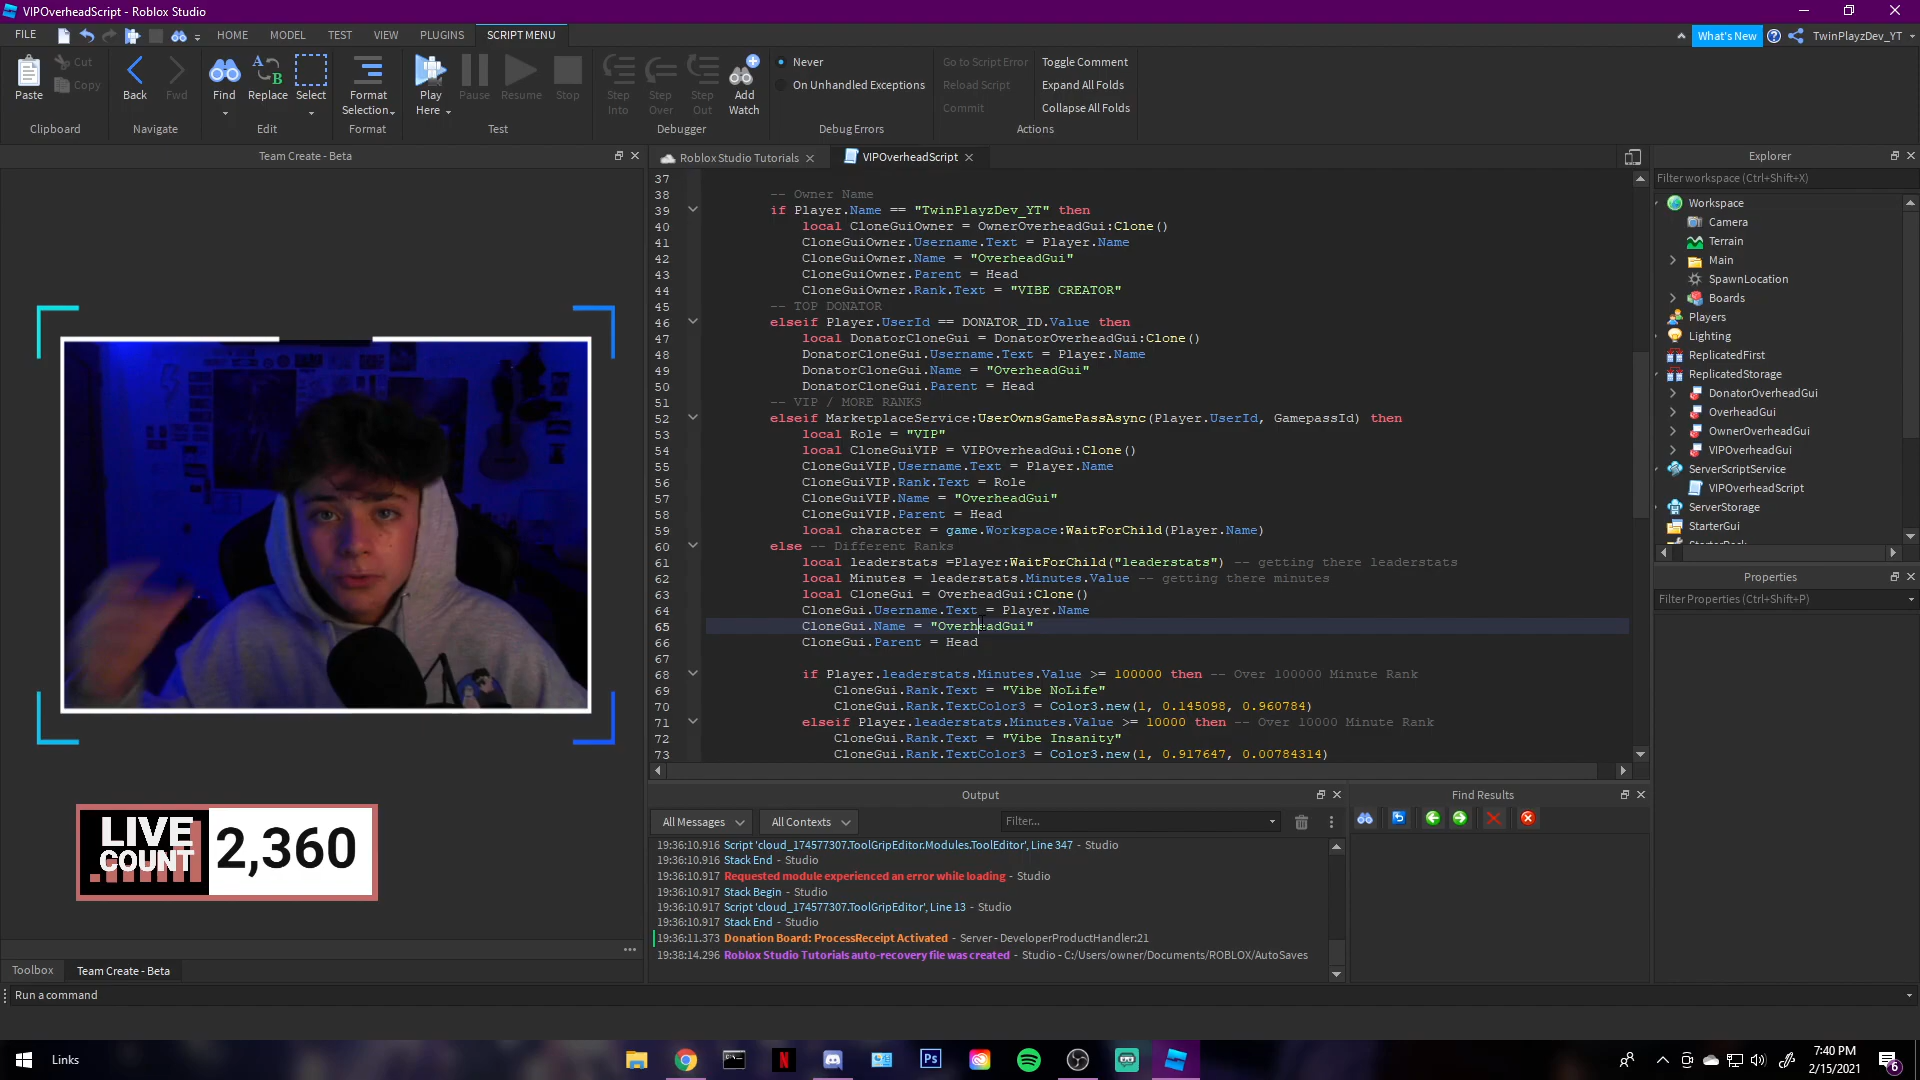 VIPOverheadScript - Roblox Studio
FILE HOME MODEL TEST VIEW PLUGINS SCRIPT MENU What's New TwinPlayzDev_YT
Paste Cut Copy Back Fwd Find Replace Select Format Selection Play Here Pause Resume Stop Step Into Step Over Step Out Add Watch
Never
On Unhandled Exceptions
Go to Script Error
Reload Script
Commit
Toggle Comment
Expand All Folds
Collapse All Folds
Clipboard Navigate Edit Format Test Debugger Debug Errors Actions
Team Create - Beta
Roblox Studio Tutorials VIPOverheadScript
37
38 -- Owner Name
39 if Player.Name == "TwinPlayzDev_YT" then
40 local CloneGuiOwner = OwnerOverheadGui:Clone()
41 CloneGuiOwner.Username.Text = Player.Name
42 CloneGuiOwner.Name = "OverheadGui"
43 CloneGuiOwner.Parent = Head
44 CloneGuiOwner.Rank.Text = "VIBE CREATOR"
45 -- TOP DONATOR
46 elseif Player.UserId == DONATOR_ID.Value then
47 local DonatorCloneGui = DonatorOverheadGui:Clone()
48 DonatorCloneGui.Username.Text = Player.Name
49 DonatorCloneGui.Name = "OverheadGui"
50 DonatorCloneGui.Parent = Head
51 -- VIP / MORE RANKS
52 elseif MarketplaceService:UserOwnsGamePassAsync(Player.UserId, GamepassId) then
53 local Role = "VIP"
54 local CloneGuiVIP = VIPOverheadGui:Clone()
55 CloneGuiVIP.Username.Text = Player.Name
56 CloneGuiVIP.Rank.Text = Role
57 CloneGuiVIP.Name = "OverheadGui"
58 CloneGuiVIP.Parent = Head
59 local character = game.Workspace:WaitForChild(Player.Name)
60 else -- Different Ranks
61 local leaderstats =Player:WaitForChild("leaderstats") -- getting there leaderstats
62 local Minutes = leaderstats.Minutes.Value -- getting there minutes
63 local CloneGui = OverheadGui:Clone()
64 CloneGui.Username.Text = Player.Name
65 CloneGui.Name = "OverheadGui"
66 CloneGui.Parent = Head
67
68 if Player.leaderstats.Minutes.Value >= 100000 then -- Over 100000 Minute Rank
69 CloneGui.Rank.Text = "Vibe NoLife"
70 CloneGui.Rank.TextColor3 = Color3.new(1, 0.145098, 0.960784)
71 elseif Player.leaderstats.Minutes.Value >= 10000 then -- Over 10000 Minute Rank
72 CloneGui.Rank.Text = "Vibe Insanity"
73 CloneGui.Rank.TextColor3 = Color3.new(1, 0.917647, 0.00784314)
Explorer
Filter workspace (Ctrl+Shift+X)
Workspace
Camera
Terrain
Main
SpawnLocation
Boards
Players
Lighting
ReplicatedFirst
ReplicatedStorage
DonatorOverheadGui
OverheadGui
OwnerOverheadGui
VIPOverheadGui
ServerScriptService
VIPOverheadScript
ServerStorage
StarterGui
Properties
Filter Properties (Ctrl+Shift+P)
LIVE COUNT 2,360
Output
All Messages All Contexts Filter...
19:36:10.916 Script 'cloud_174577307.ToolGripEditor.Modules.ToolEditor', Line 347 - Studio
19:36:10.916 Stack End - Studio
19:36:10.917 Requested module experienced an error while loading - Studio
19:36:10.917 Stack Begin - Studio
19:36:10.917 Script 'cloud_174577307.ToolGripEditor', Line 13 - Studio
19:36:10.917 Stack End - Studio
19:36:11.373 Donation Board: ProcessReceipt Activated - Server - DeveloperProductHandler:21
19:38:14.296 Roblox Studio Tutorials auto-recovery file was created - Studio - C:/Users/owner/Documents/ROBLOX/AutoSaves
Find Results
Toolbox Team Create - Beta
Run a command
Links Ps 7:40 PM
2/15/2021 6